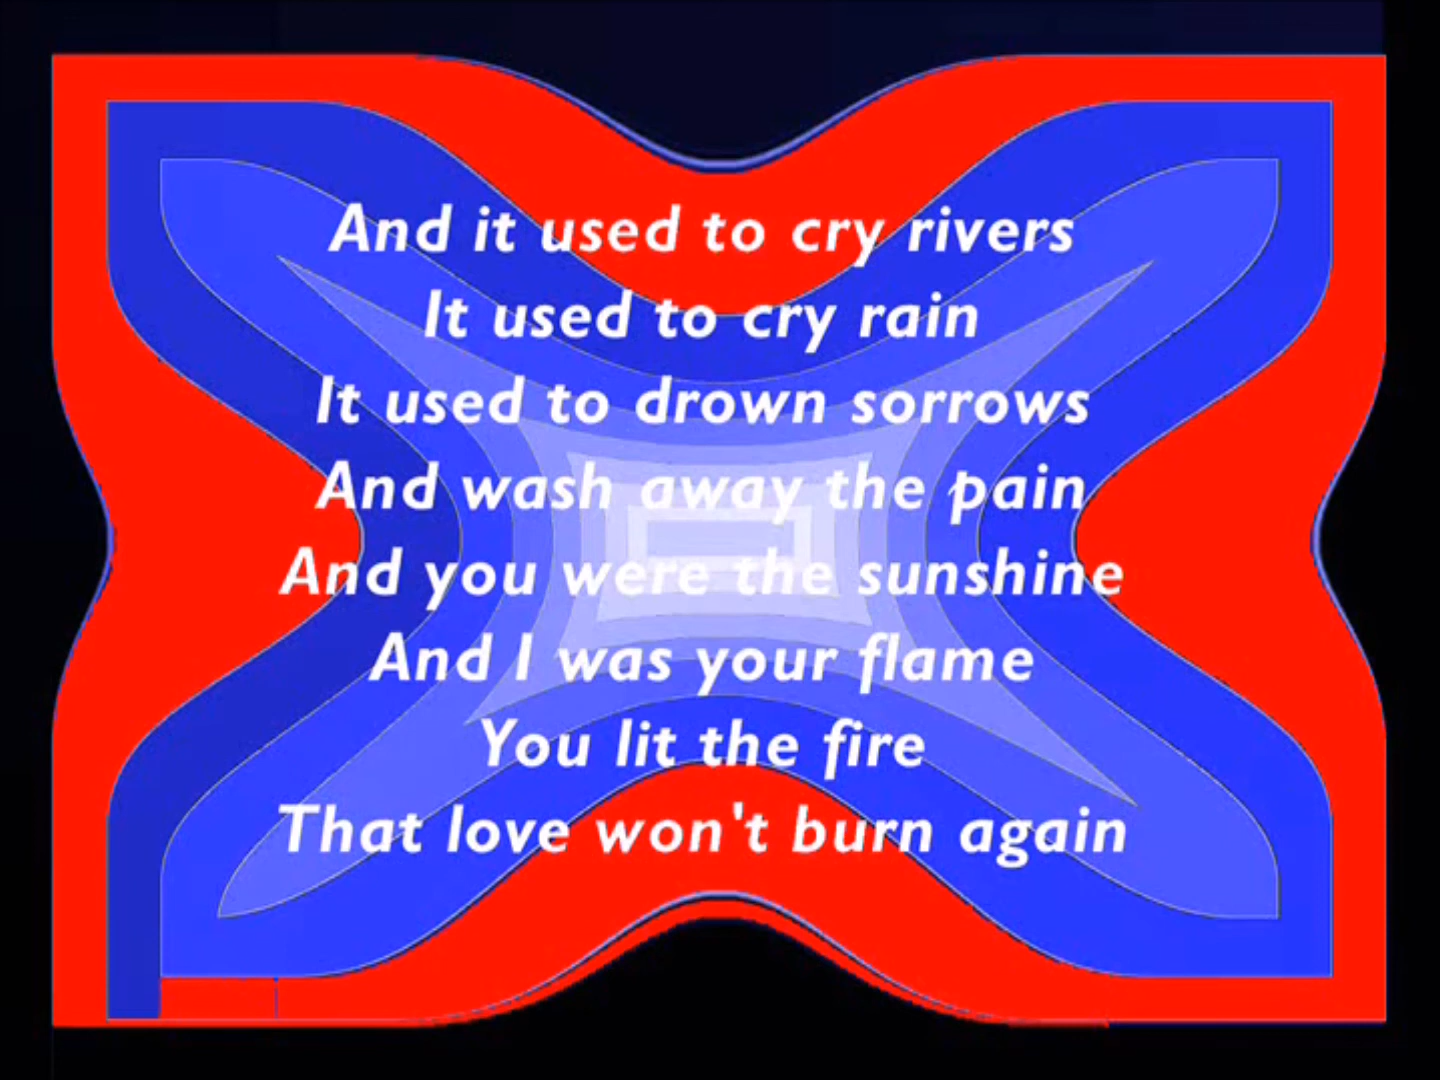 And it used to cry rivers
It used to cry rain
It used to drown sorrows
And wash away the pain
And you were the sunshine
And I was your flame
You lit the fire
That love won't burn again